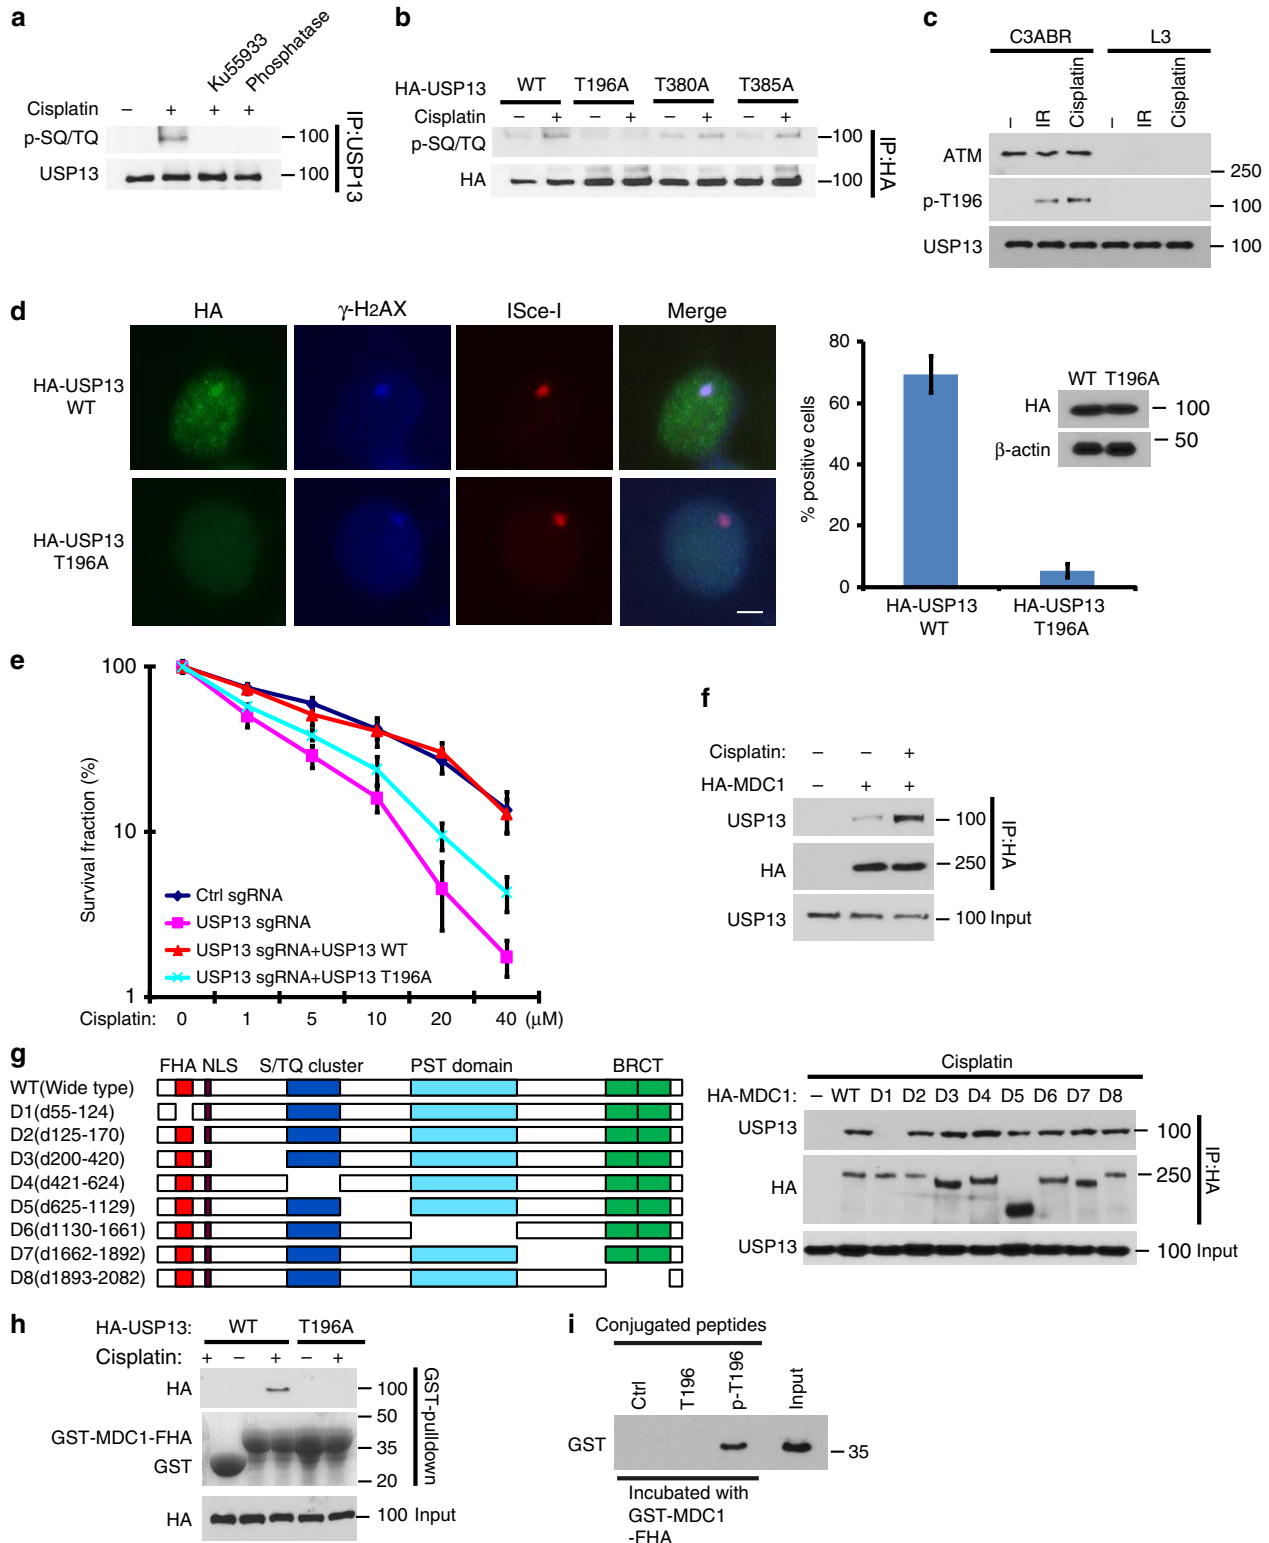 a
Ku55933
Phosphatase
Cisplatin – + + +
p-SQ/TQ – 100
USP13 – 100
IP:USP13
b
HA-USP13 WT T196A T380A T385A
Cisplatin – + – + – + – +
p-SQ/TQ –100
HA –100
IP:HA
c
C3ABR L3
– IR Cisplatin – IR Cisplatin
ATM
– 250
p-T196 – 100
USP13 – 100
d
HA γ-H2AX ISce-I Merge
HA-USP13
WT
HA-USP13
T196A
% positive cells
80
60
40
20
0
HA-USP13
WT
HA-USP13
T196A
WT T196A
HA – 100
β-actin – 50
e
Survival fraction (%)
100
10
1
Ctrl sgRNA
USP13 sgRNA
USP13 sgRNA+USP13 WT
USP13 sgRNA+USP13 T196A
Cisplatin: 0 1 5 10 20 40 (μM)
f
Cisplatin: – – +
HA-MDC1 – + +
USP13 – 100
HA – 250
IP:HA
USP13 – 100 Input
g
FHA NLS S/TQ cluster PST domain BRCT
WT(Wide type)
D1(d55-124)
D2(d125-170)
D3(d200-420)
D4(d421-624)
D5(d625-1129)
D6(d1130-1661)
D7(d1662-1892)
D8(d1893-2082)
Cisplatin
HA-MDC1: – WT D1 D2 D3 D4 D5 D6 D7 D8
USP13 – 100
HA – 250
IP:HA
USP13 – 100 Input
h
HA-USP13: WT T196A
Cisplatin: + – + – +
HA – 100
– 50
GST-MDC1-FHA – 35
GST
– 20
GST-pulldown
HA – 100 Input
i
Conjugated peptides
Ctrl T196 p-T196 Input
GST – 35
Incubated with
GST-MDC1
-FHA